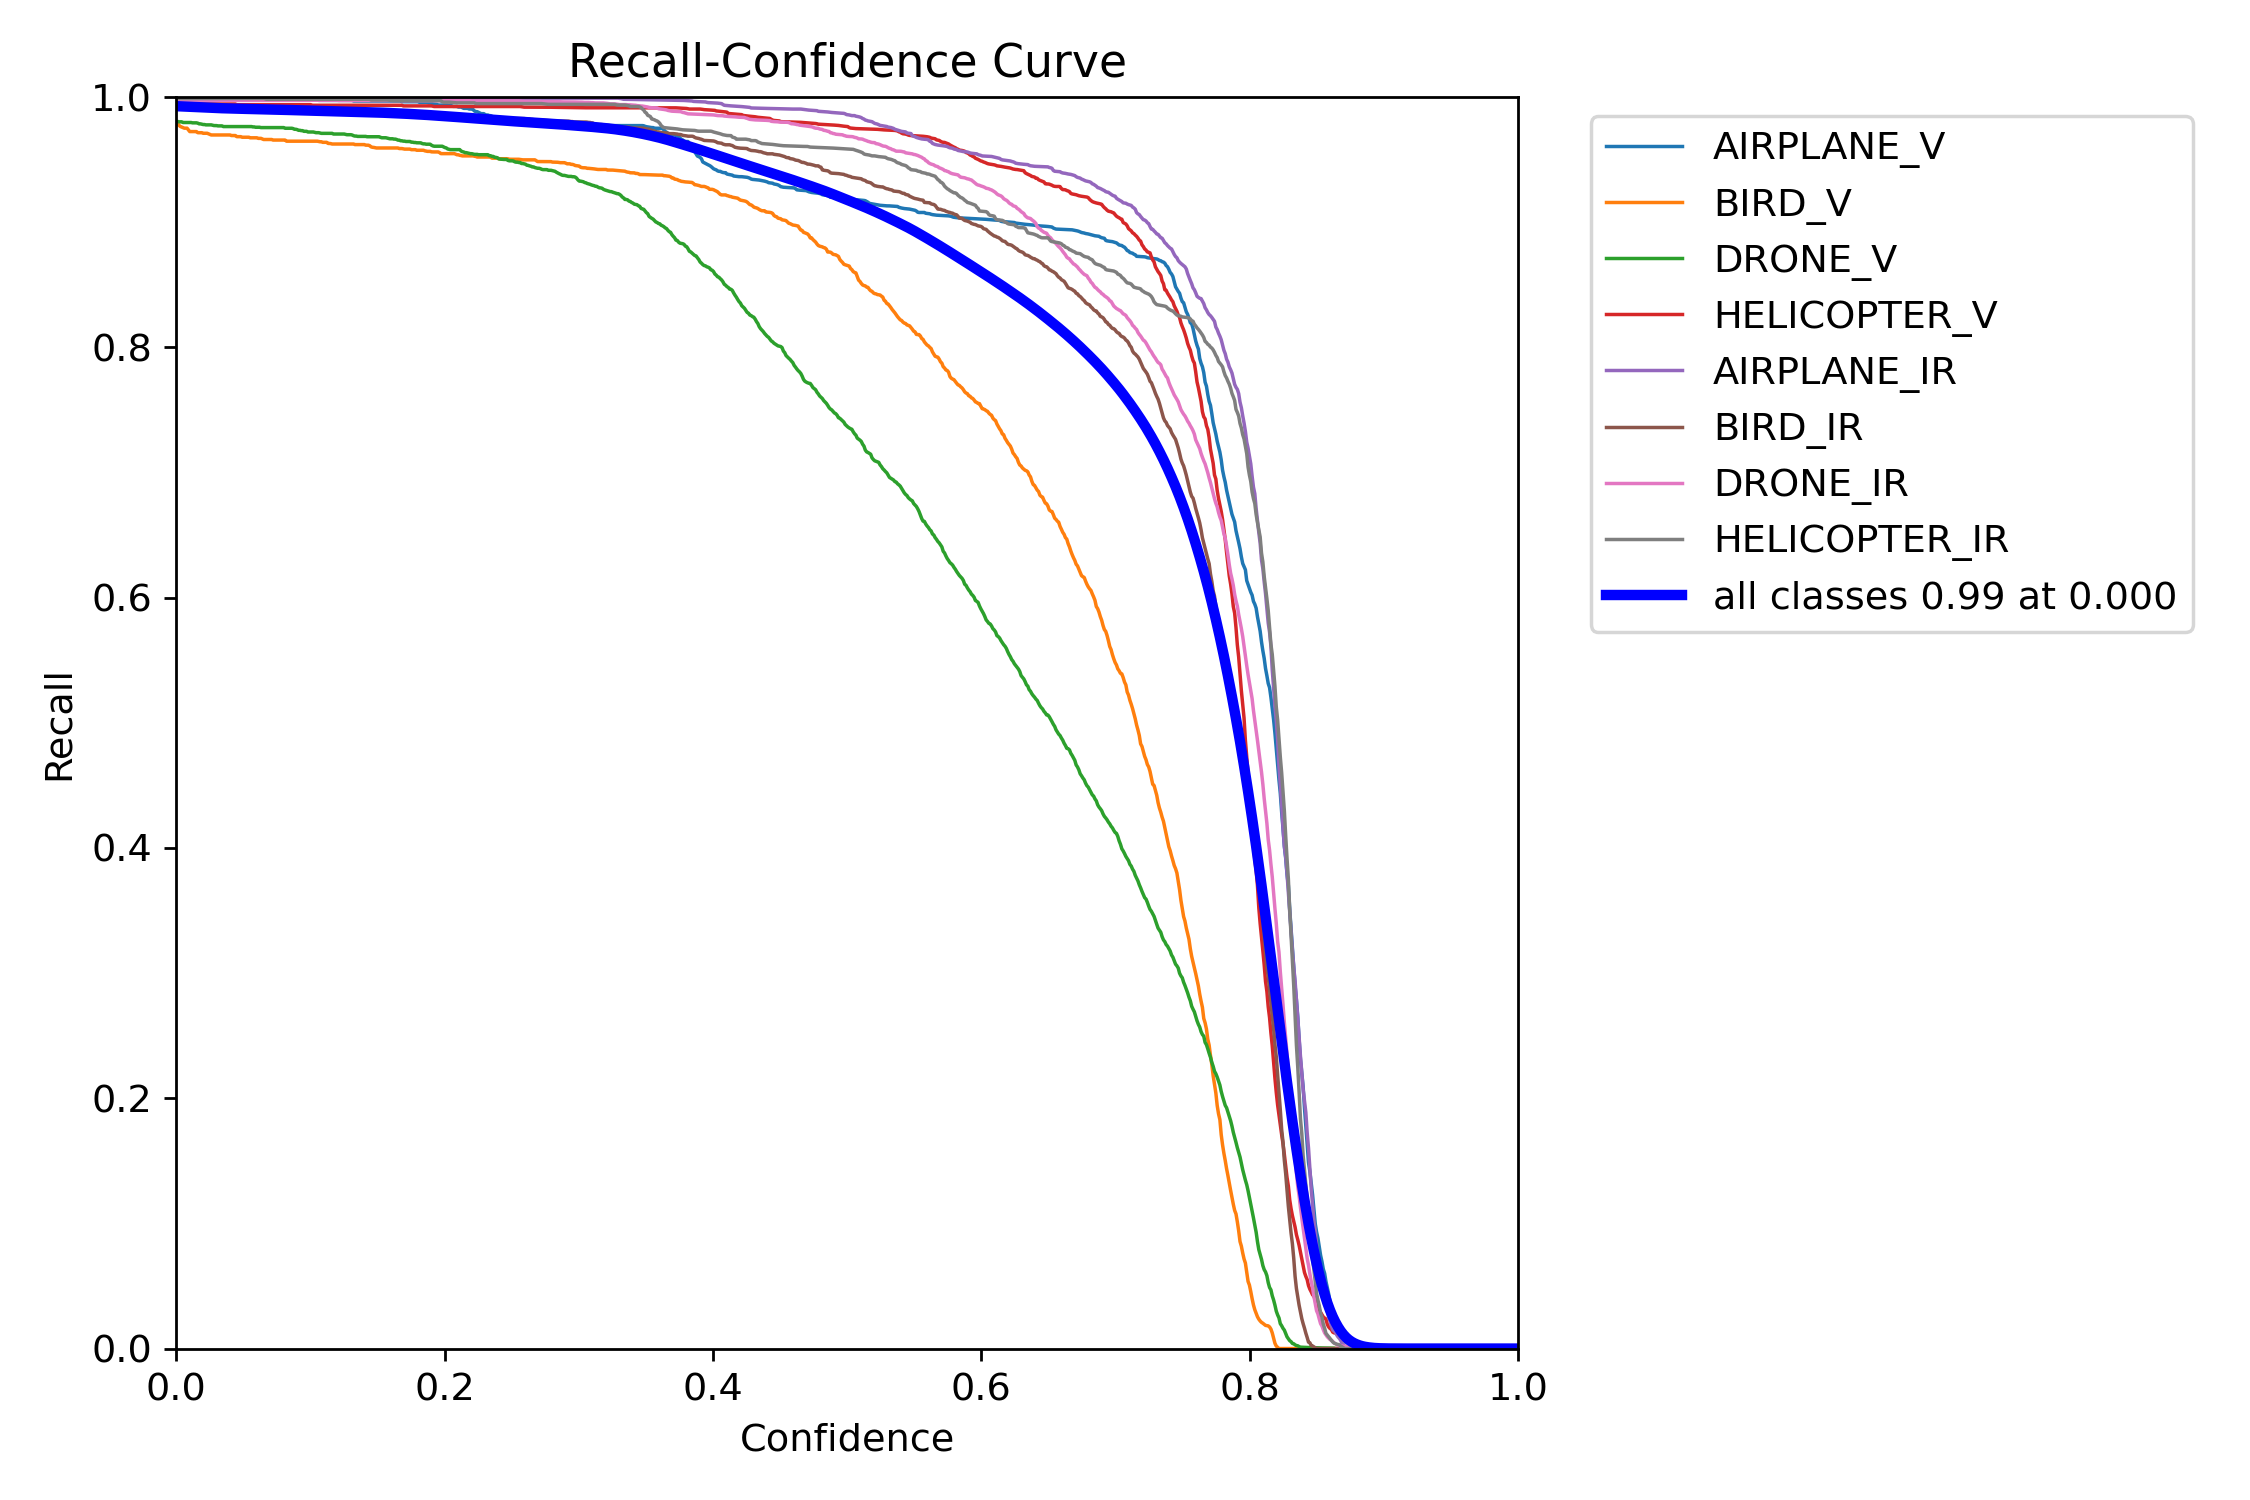 Recall-Confidence Curve
1.0
0.8
0.6
0.4
0.2
0.0
Recall
0.0 0.2 0.4 0.6 0.8 1.0
Confidence
AIRPLANE_V
BIRD_V
DRONE_V
HELICOPTER_V
AIRPLANE_IR
BIRD_IR
DRONE_IR
HELICOPTER_IR
all classes 0.99 at 0.000